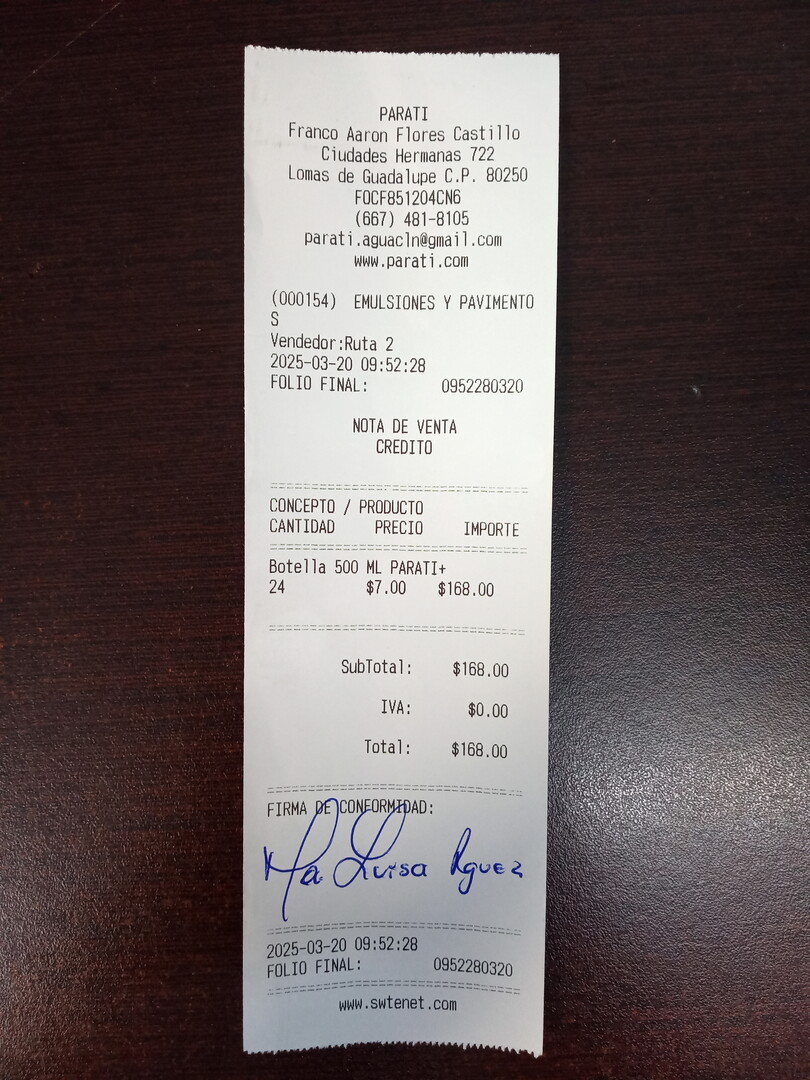 PARATI
Franco Aaron Flores Castillo
Ciudades Hermanas 722
Lomas de Guadalupe C.P. 80250
FOCF851204CN6
(667) 481-8105
parati.aguacln@gmail.com
www.parati.com
(000154) EMULSIONES Y PAVIMENTO
S
Vendedor:Ruta 2
2025-03-20 09:52:28
FOLIO FINAL: 0952280320
NOTA DE VENTA
CREDITO
CONCEPTO / PRODUCTO
CANTIDAD PRECIO IMPORTE
Botella 500 ML PARATI+
24 $7.00 $168.00
SubTotal: $168.00
IVA: $0.00
Total: $168.00
FIRMA DE CONFORMIDAD:
Ma Luisa Rguez
2025-03-20 09:52:28
FOLIO FINAL: 0952280320
www.swtenet.com